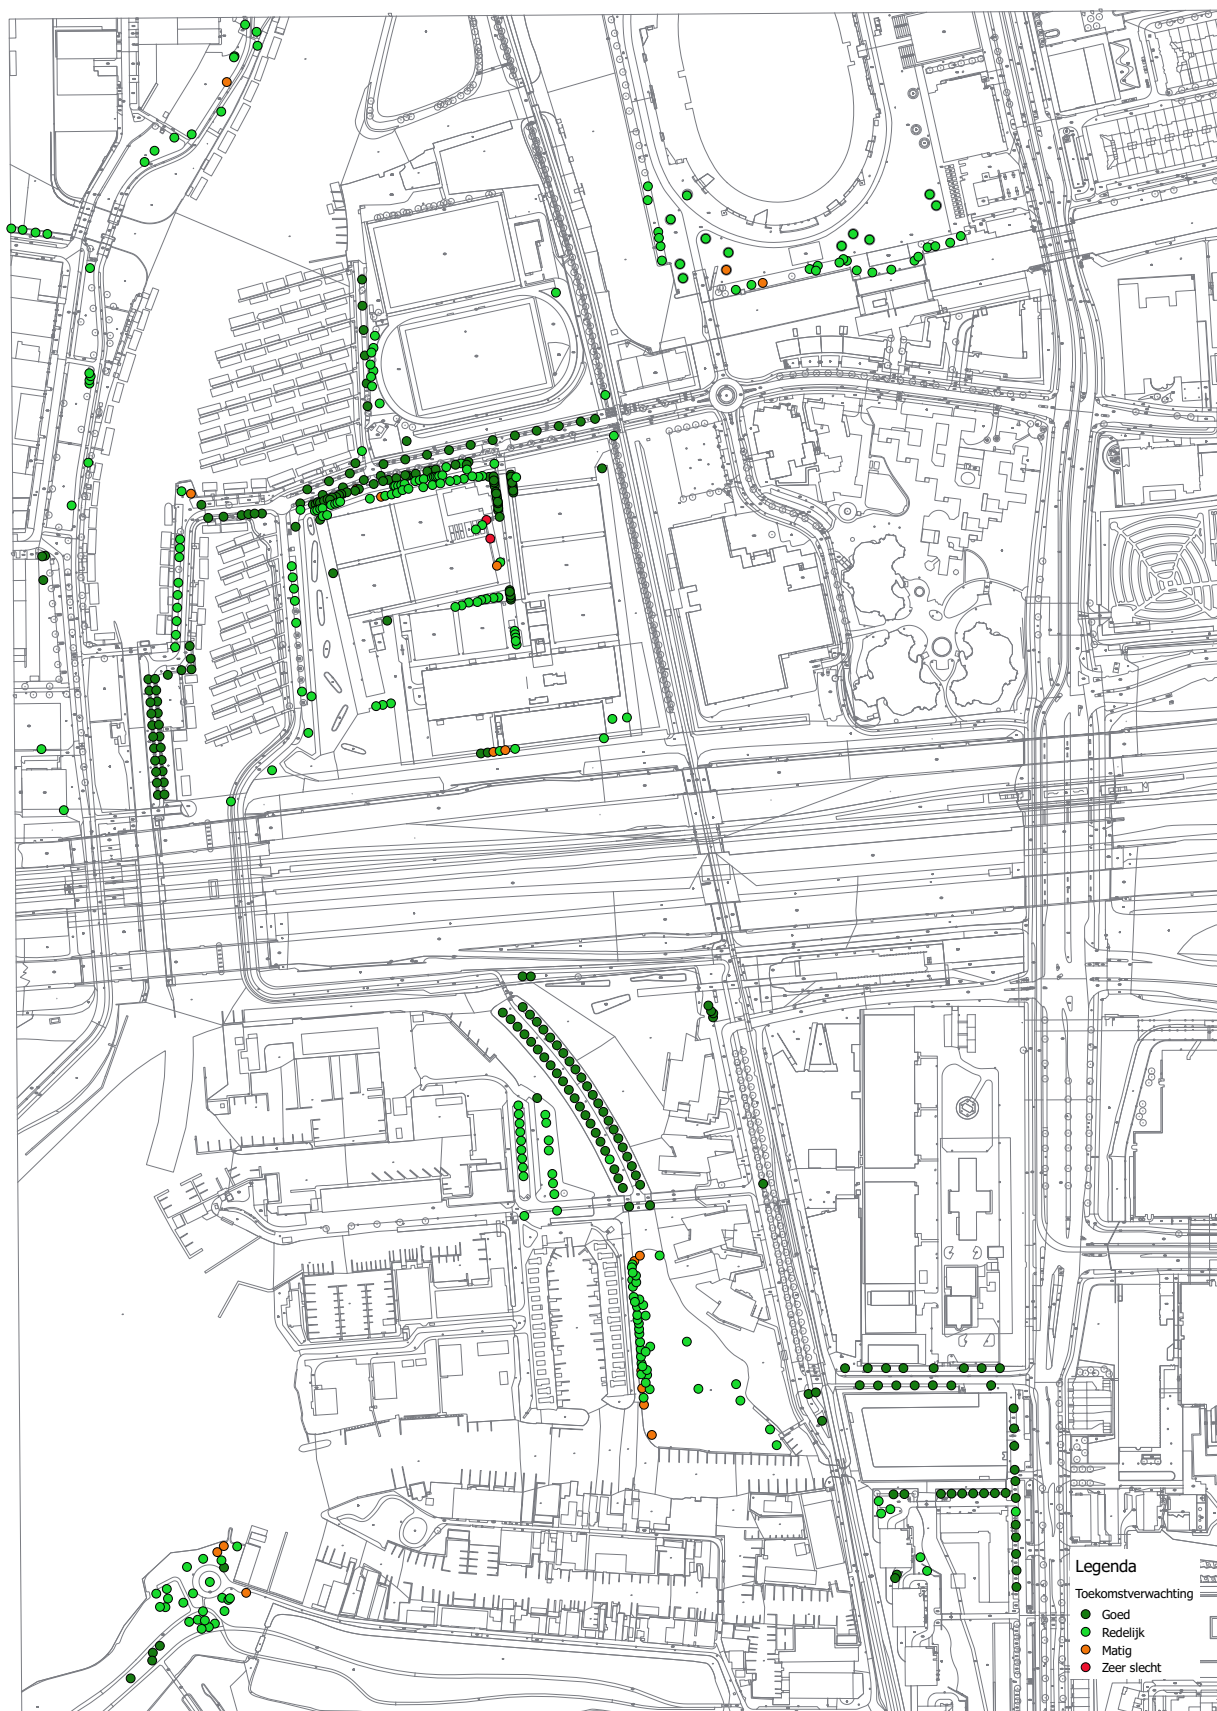 Legenda
Toekomstverwachting
Goed
Redelijk
Matig
Zeer slecht